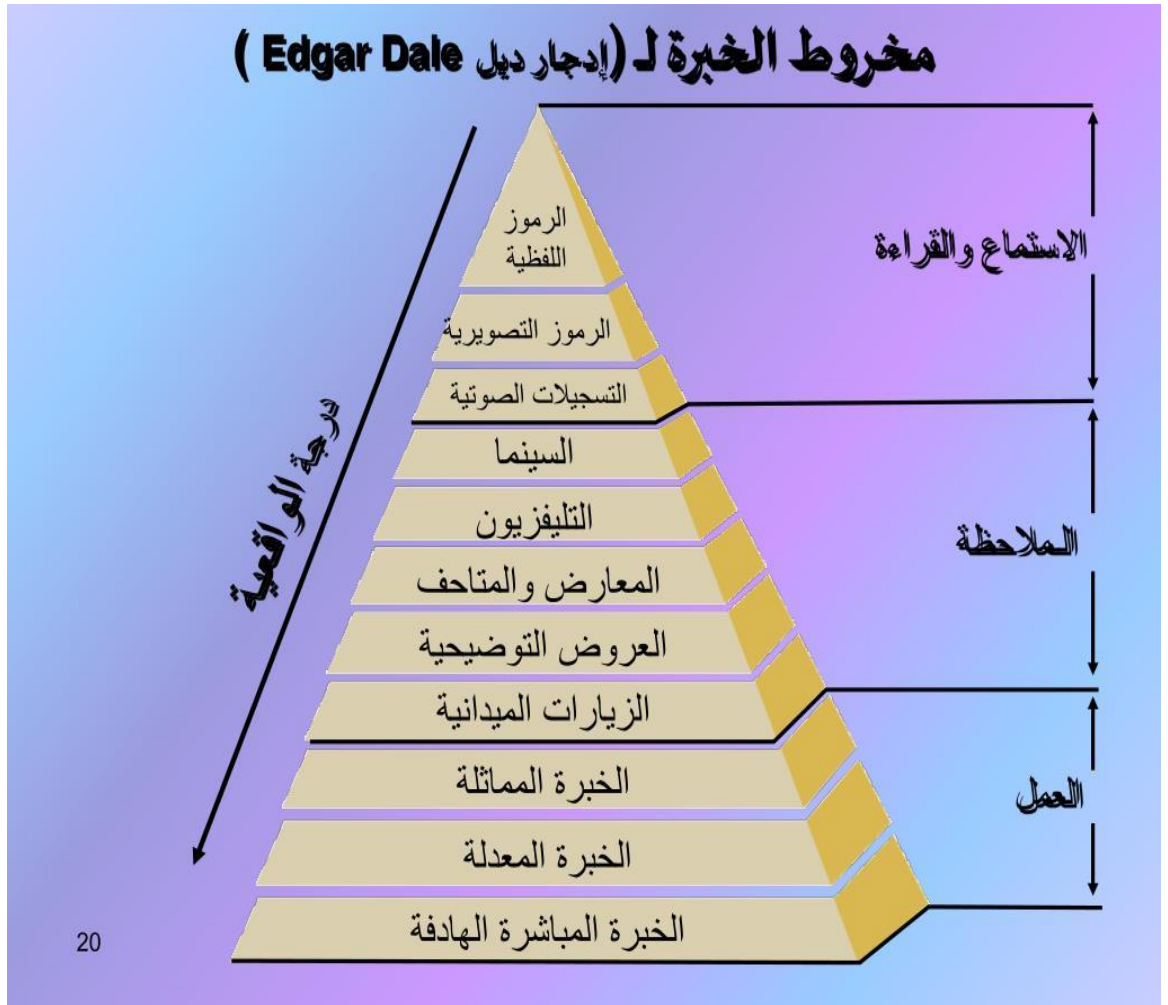 مخروط الخبرة لـ (إدجار ديل Edgar Dale )
الرموز
اللفظية
الرموز التصويرية
التسجيلات الصوتية
السينما
التليفزيون
المعارض والمتاحف
العروض التوضيحية
الزيارات الميدانية
الخبرة المماثلة
الخبرة المعدلة
الخبرة المباشرة الهادفة
الاستماع والقراءة
الملاحظة
العمل
درجة الواقعية
20